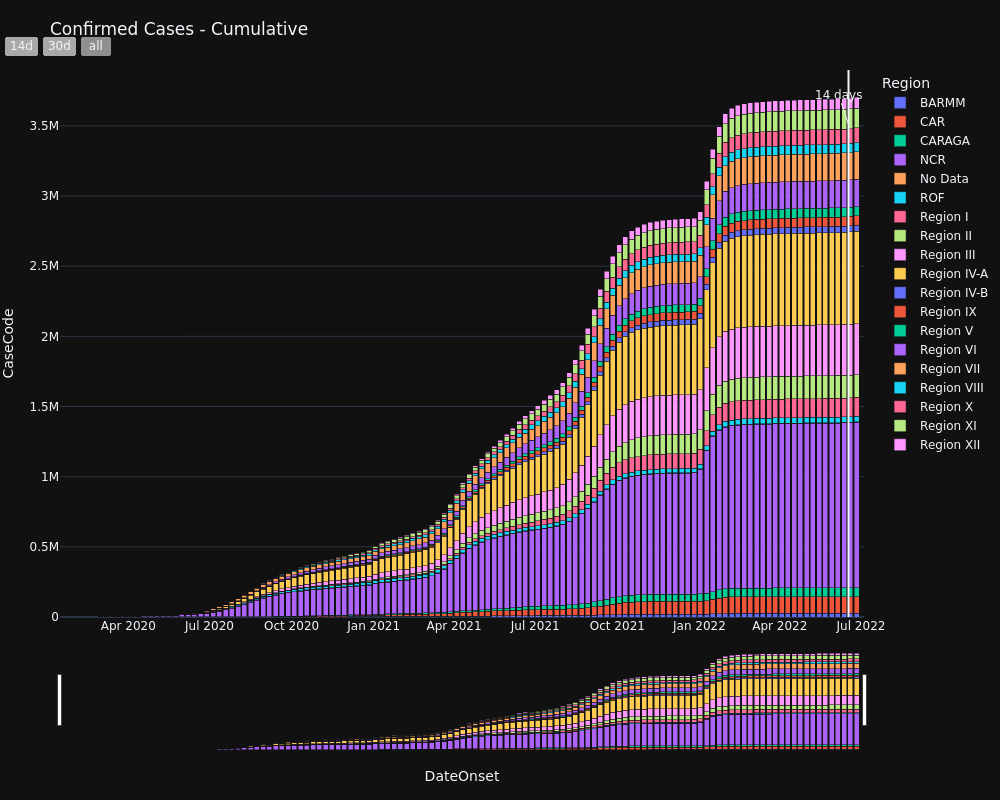 Confirmed Cases - Cumulative
14d 30d all
14 days
CaseCode
3.5M
3M
2.5M
2M
1.5M
1M
0.5M
0
Apr 2020 Jul 2020 Oct 2020 Jan 2021 Apr 2021 Jul 2021 Oct 2021 Jan 2022 Apr 2022 Jul 2022
DateOnset
Region
BARMM
CAR
CARAGA
NCR
No Data
ROF
Region I
Region II
Region III
Region IV-A
Region IV-B
Region IX
Region V
Region VI
Region VII
Region VIII
Region X
Region XI
Region XII